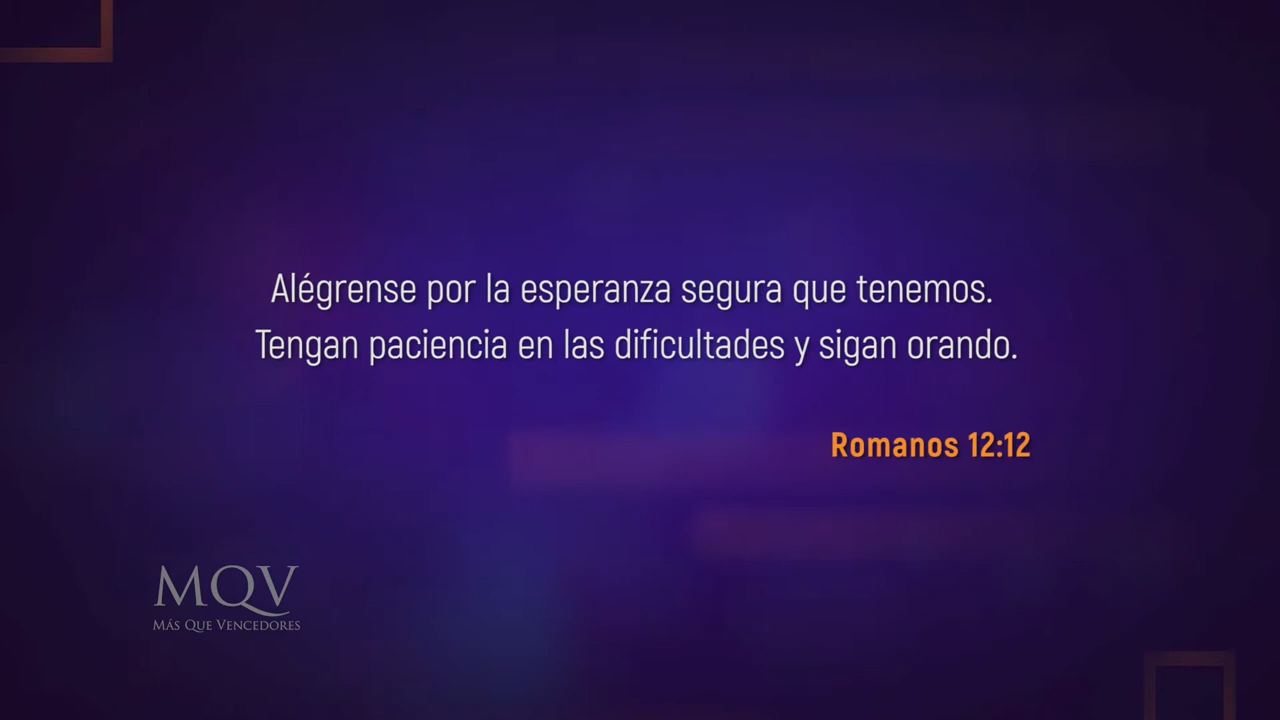 Alégrense por la esperanza segura que tenemos.
Tengan paciencia en las dificultades y sigan orando.
Romanos 12:12
MQV
Más Que Vencedores